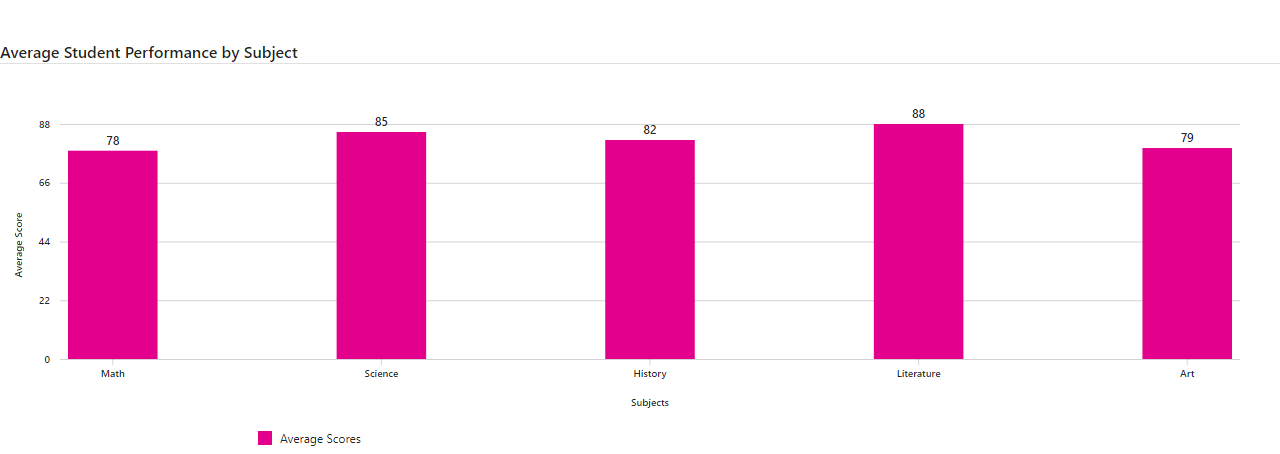 Average Student Performance by Subject
88
66
44
22
0
Average Score
78
85
82
88
79
Math
Science
History
Literature
Art
Subjects
Average Scores